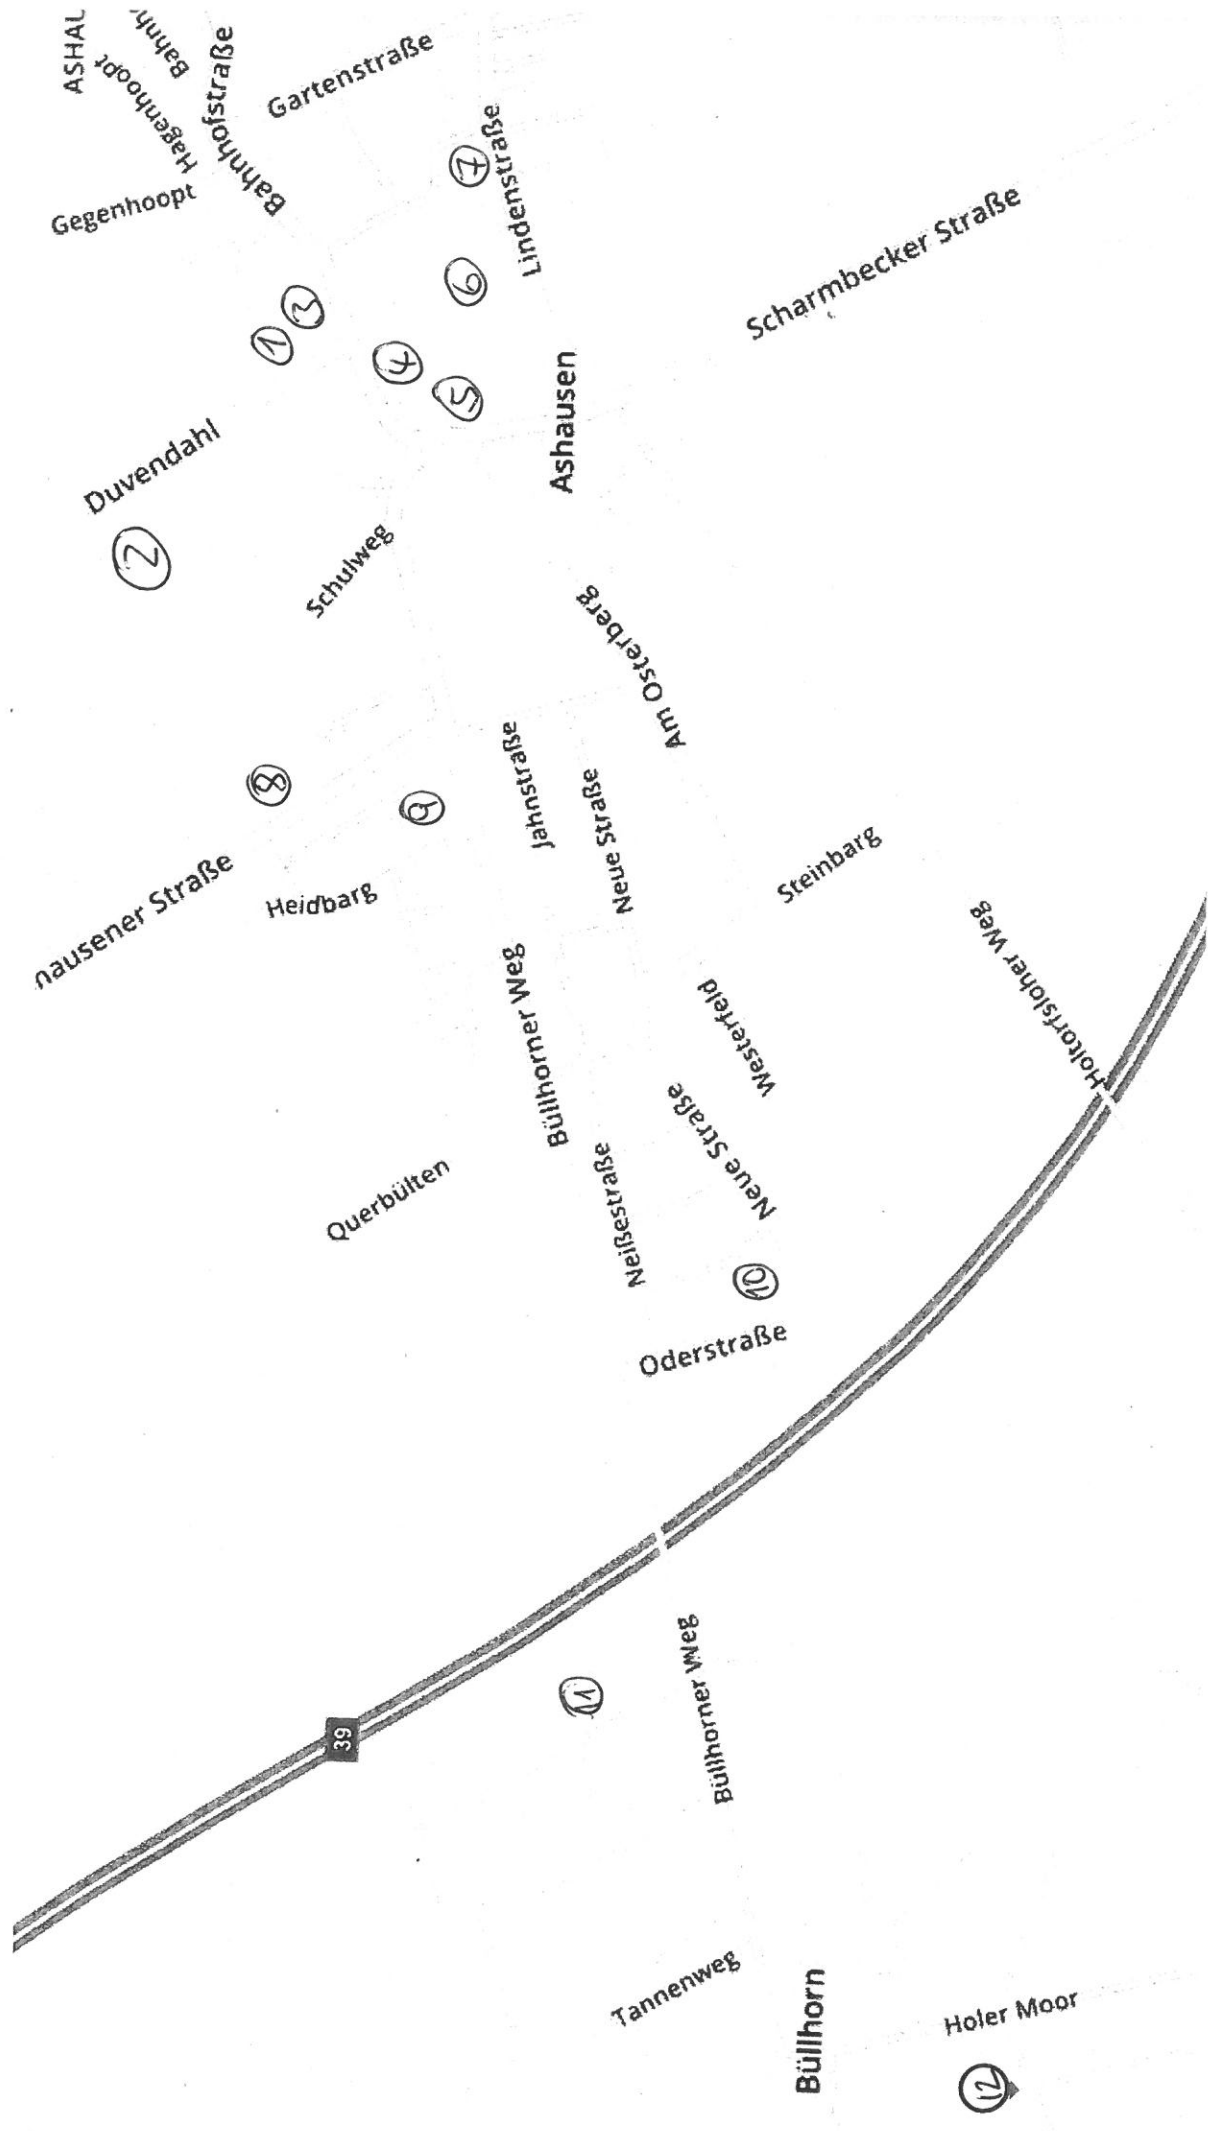 ASHAL
Bahnh
Hagenhoopt
Bahnhofstraße
Gartenstraße
Gegenhoopt
7
Lindenstraße
6
Scharmbecker Straße
3
1
4
5
Ashausen
Duvendahl
2
Schulweg
Am Osterberg
8
9
Jahnstraße
Neue Straße
Steinbarg
nausener Straße
Heidbarg
Büllhorner Weg
Westerfeld
Holtorfsloher Weg
Querbülten
Neue Straße
Neißestraße
10
Oderstraße
11
Büllhorner Weg
39
Tannenweg
Büllhorn
Holer Moor
12